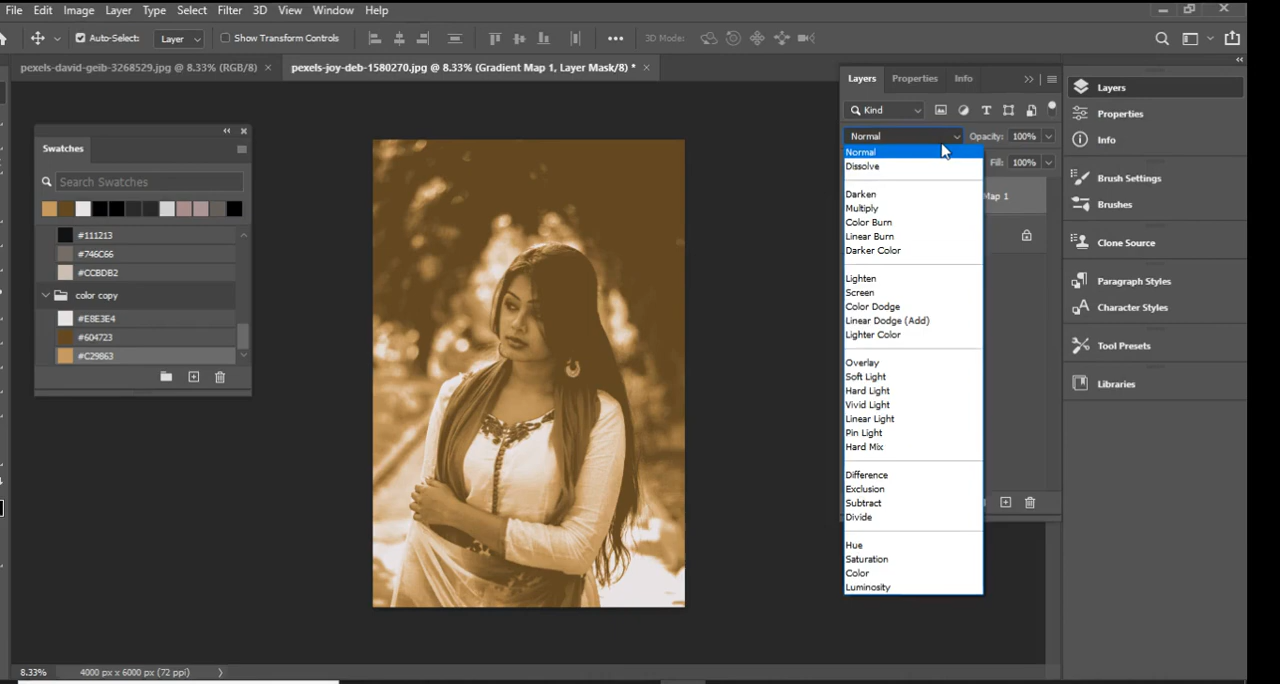 File Edit Image Layer Type Select Filter 3D View Window Help
Auto-Select: Layer Show Transform Controls 3D Mode:
pexels-david-geib-3268529.jpg @ 8.33% (RGB/8) × pexels-joy-deb-1580270.jpg @ 8.33% (Gradient Map 1, Layer Mask/8) * ×
Swatches
Search Swatches
#111213
#746C66
#CCBDB2
color copy
#E8E3E4
#604723
#C29863
Layers Properties Info
Kind
Normal Opacity: 100%
Fill: 100%
Map 1
Normal
Dissolve
Darken
Multiply
Color Burn
Linear Burn
Darker Color
Lighten
Screen
Color Dodge
Linear Dodge (Add)
Lighter Color
Overlay
Soft Light
Hard Light
Vivid Light
Linear Light
Pin Light
Hard Mix
Difference
Exclusion
Subtract
Divide
Hue
Saturation
Color
Luminosity
Layers
Properties
Info
Brush Settings
Brushes
Clone Source
Paragraph Styles
Character Styles
Tool Presets
Libraries
8.33% 4000 px x 6000 px (72 ppi)